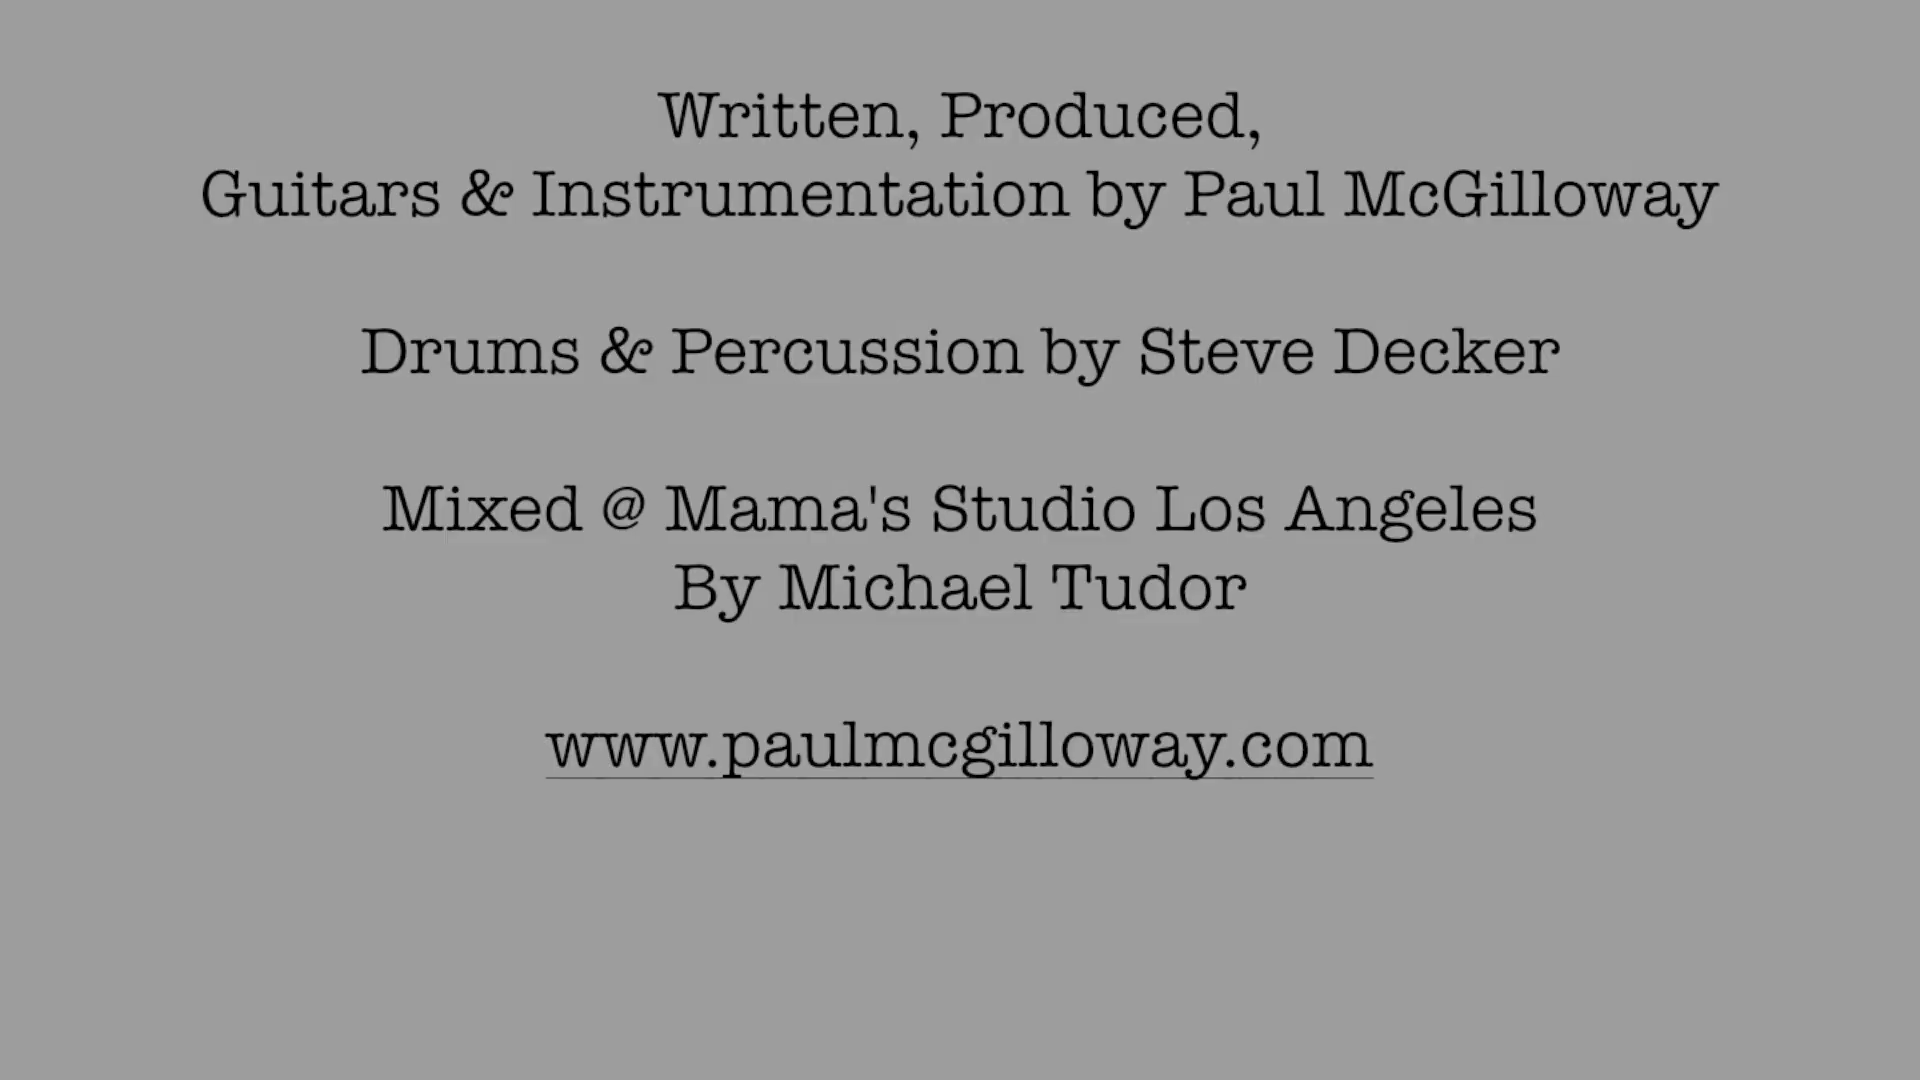 Written, Produced,
Guitars & Instrumentation by Paul McGilloway
Drums & Percussion by Steve Decker
Mixed @ Mama's Studio Los Angeles
By Michael Tudor
www.paulmcgilloway.com